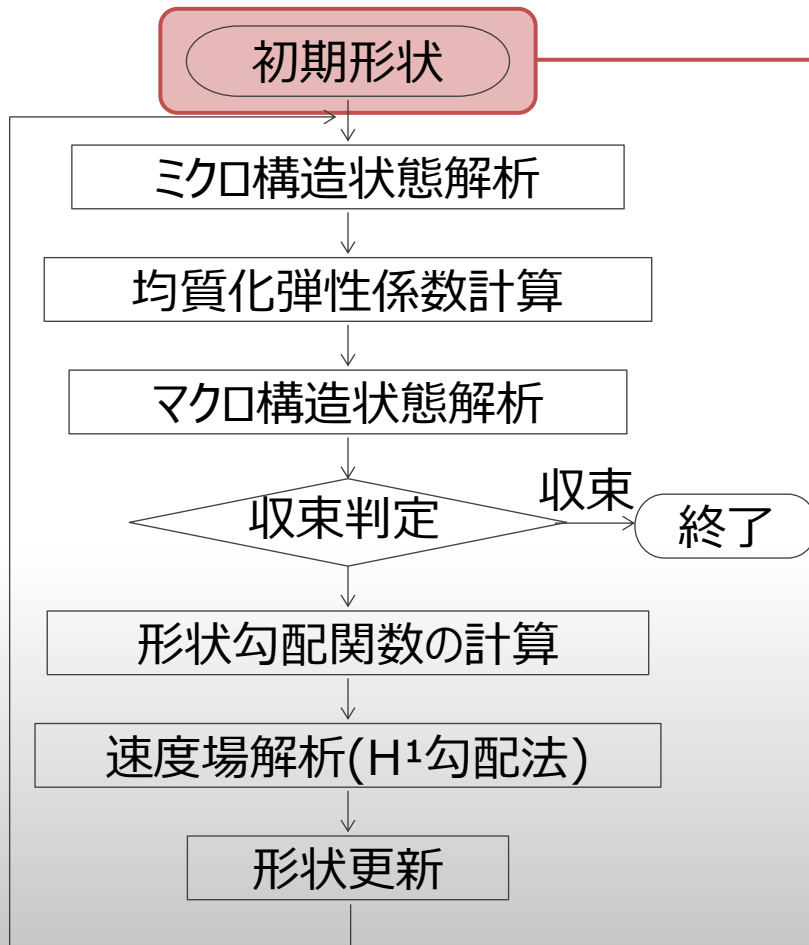 初期形状
ミクロ構造状態解析
均質化弾性係数計算
マクロ構造状態解析
収束判定
収束
終了
形状勾配関数の計算
速度場解析(H¹勾配法)
形状更新